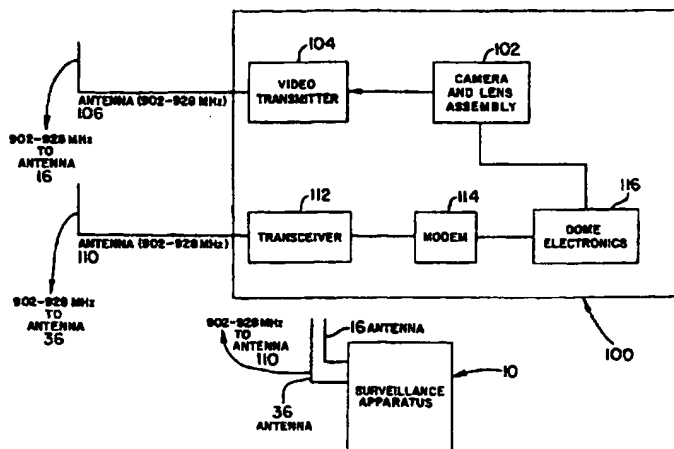 104
VIDEO
TRANSMITTER
102
CAMERA
AND LENS
ASSEMBLY
ANTENNA (902-928 MHz)
106
902-928 MHz
TO
ANTENNA
16
112
TRANSCEIVER
114
MODEM
116
DOME
ELECTRONICS
ANTENNA (902-928 MHz)
110
902-928 MHz
TO
ANTENNA
36
100
902-928 MHz
TO
ANTENNA
110
16 ANTENNA
36
ANTENNA
SURVEILLANCE
APPARATUS
10